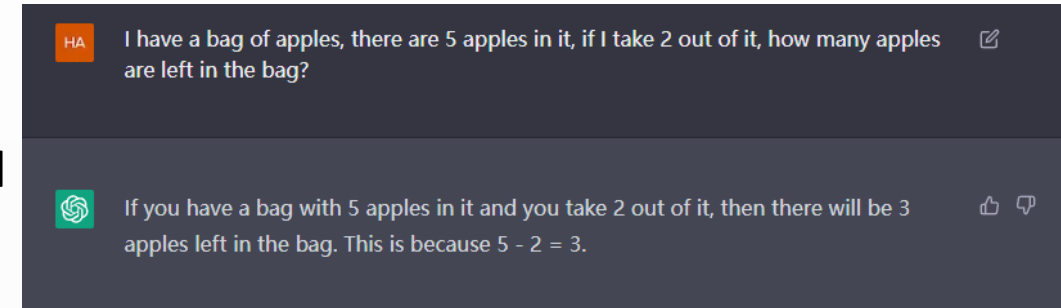 HA
I have a bag of apples, there are 5 apples in it, if I take 2 out of it, how many apples
are left in the bag?
If you have a bag with 5 apples in it and you take 2 out of it, then there will be 3
apples left in the bag. This is because 5 - 2 = 3.